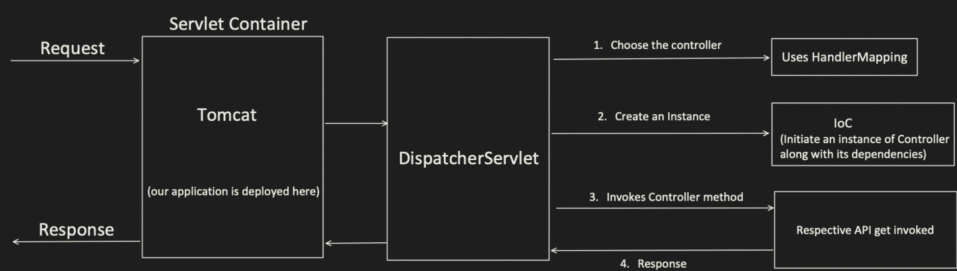 Servlet Container
Request
Tomcat
(our application is deployed here)
Response
DispatcherServlet
1. Choose the controller
Uses HandlerMapping
2. Create an Instance
IoC
(Initiate an instance of Controller
along with its dependencies)
3. Invokes Controller method
Respective API get invoked
4. Response